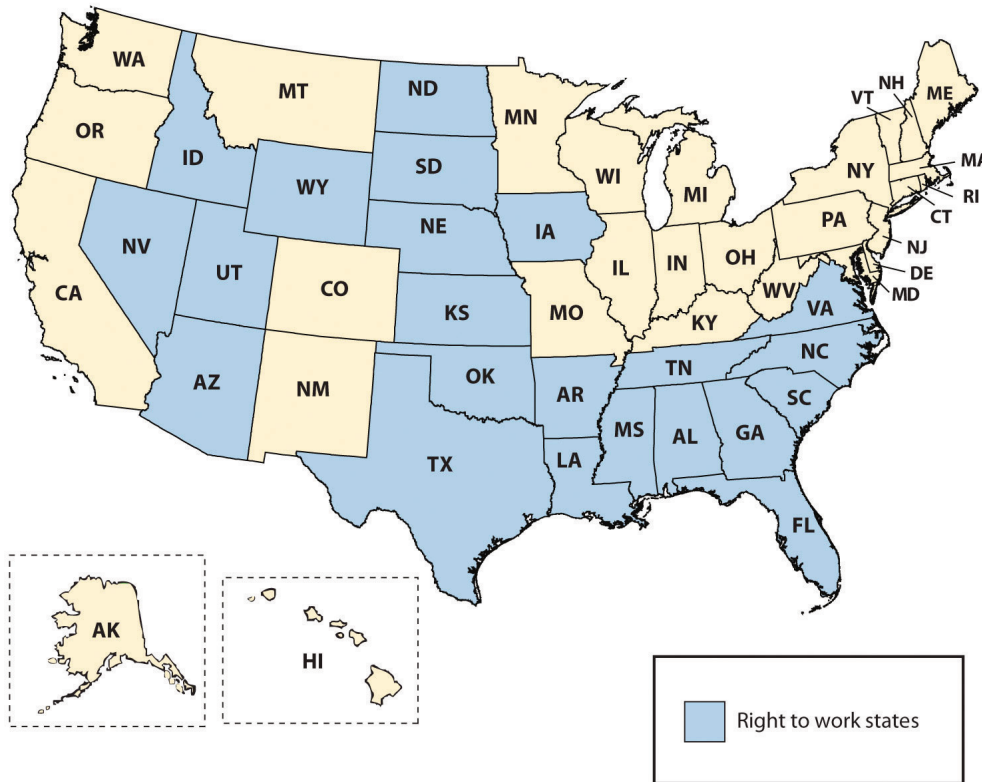 WA
MT
ND
MN
OR
ID
WY
SD
WI
MI
NY
VT
NH
ME
MA
RI
CT
NV
UT
NE
IA
PA
NJ
CA
CO
KS
MO
IL
IN
OH
WV
DE
MD
VA
KY
AZ
NM
OK
AR
TN
NC
SC
TX
LA
MS
AL
GA
FL
AK
HI
Right to work states